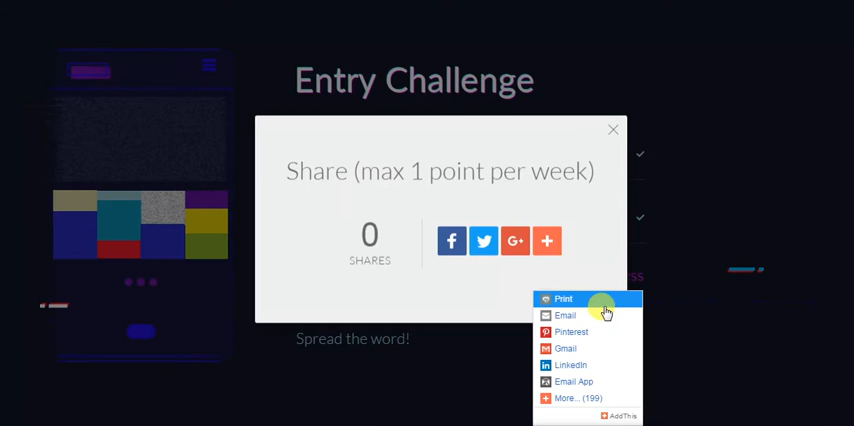 Entry Challenge
Share (max 1 point per week)
0
SHARES
Print
Email
Pinterest
Gmail
LinkedIn
Email App
More... (199)
AddThis
Spread the word!